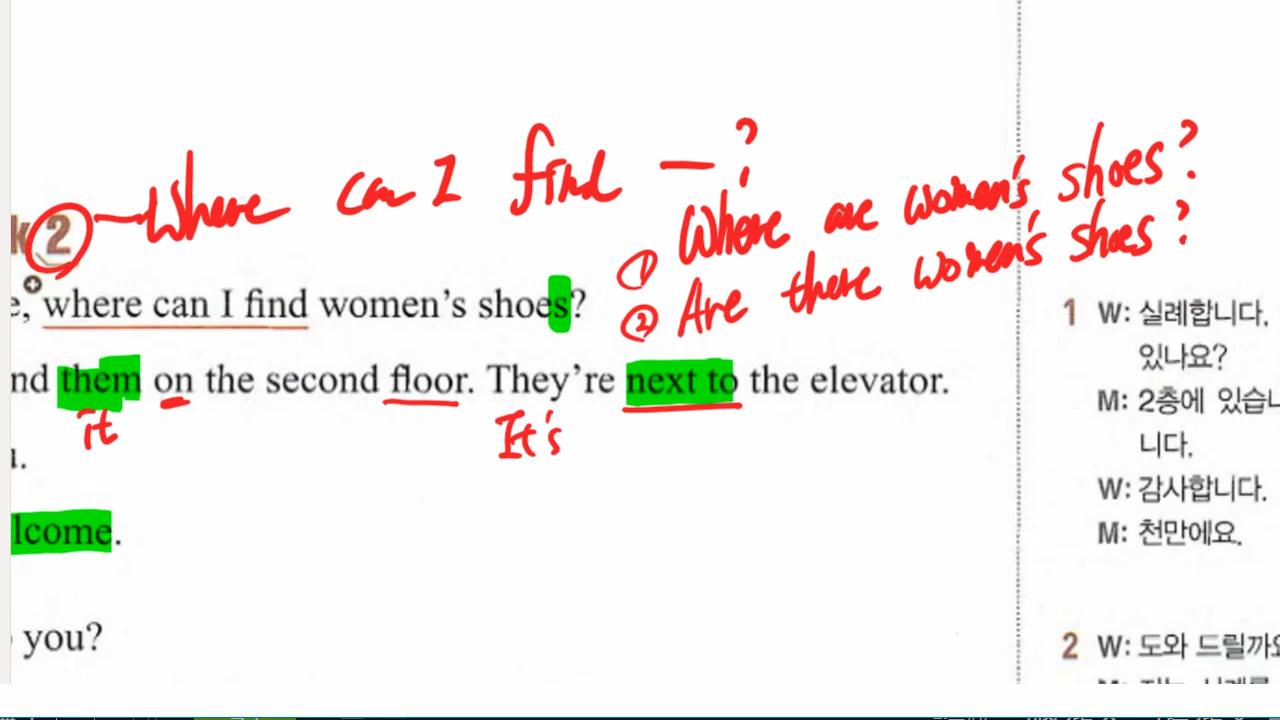 Where can I find — ?
① Where are women's shoes?
② Are there women's shoes?
k 2
e, where can I find women's shoes?
nd them on the second floor. They're next to the elevator.
it It's
u.
lcome.
you?
1 W: 실례합니다.
있나요?
M: 2층에 있습니
니다.
W: 감사합니다.
M: 천만에요.
2 W: 도와 드릴까요